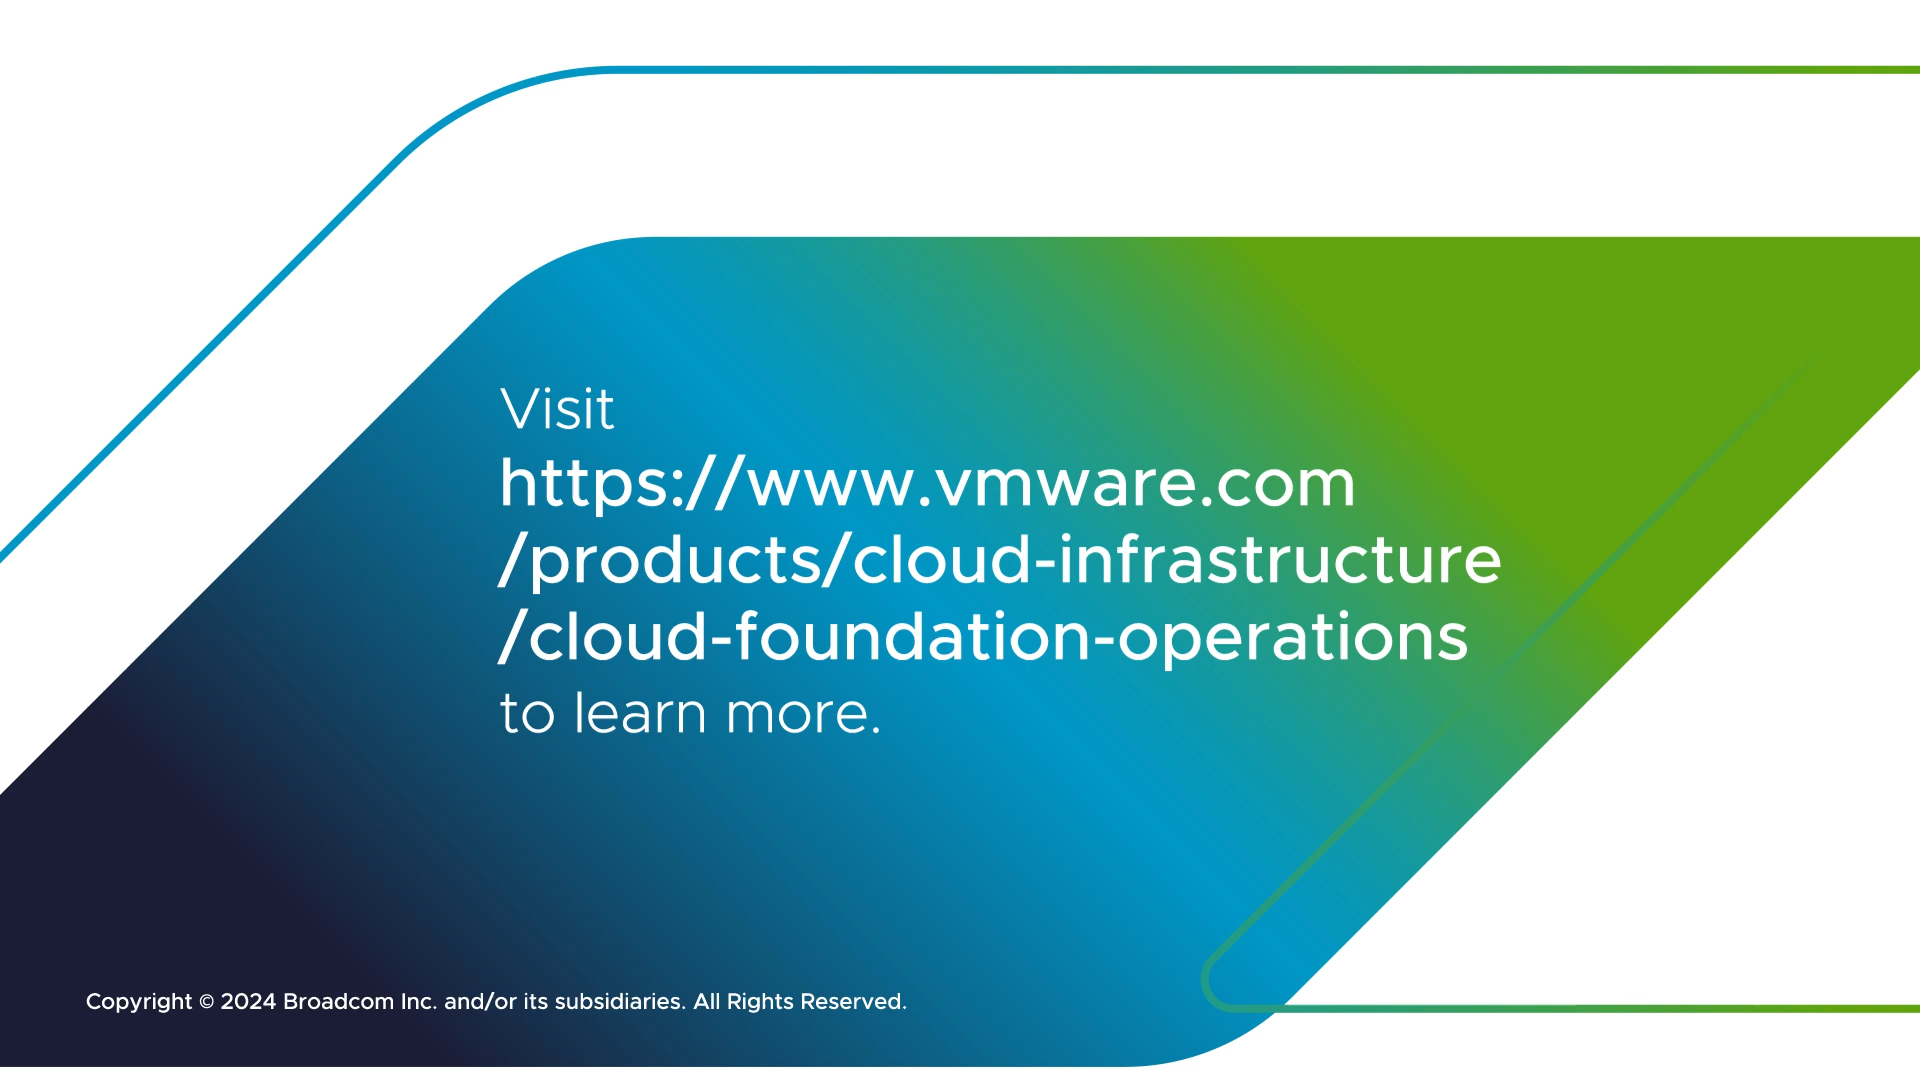 Visit
https://www.vmware.com
/products/cloud-infrastructure
/cloud-foundation-operations
to learn more.
Copyright © 2024 Broadcom Inc. and/or its subsidiaries. All Rights Reserved.